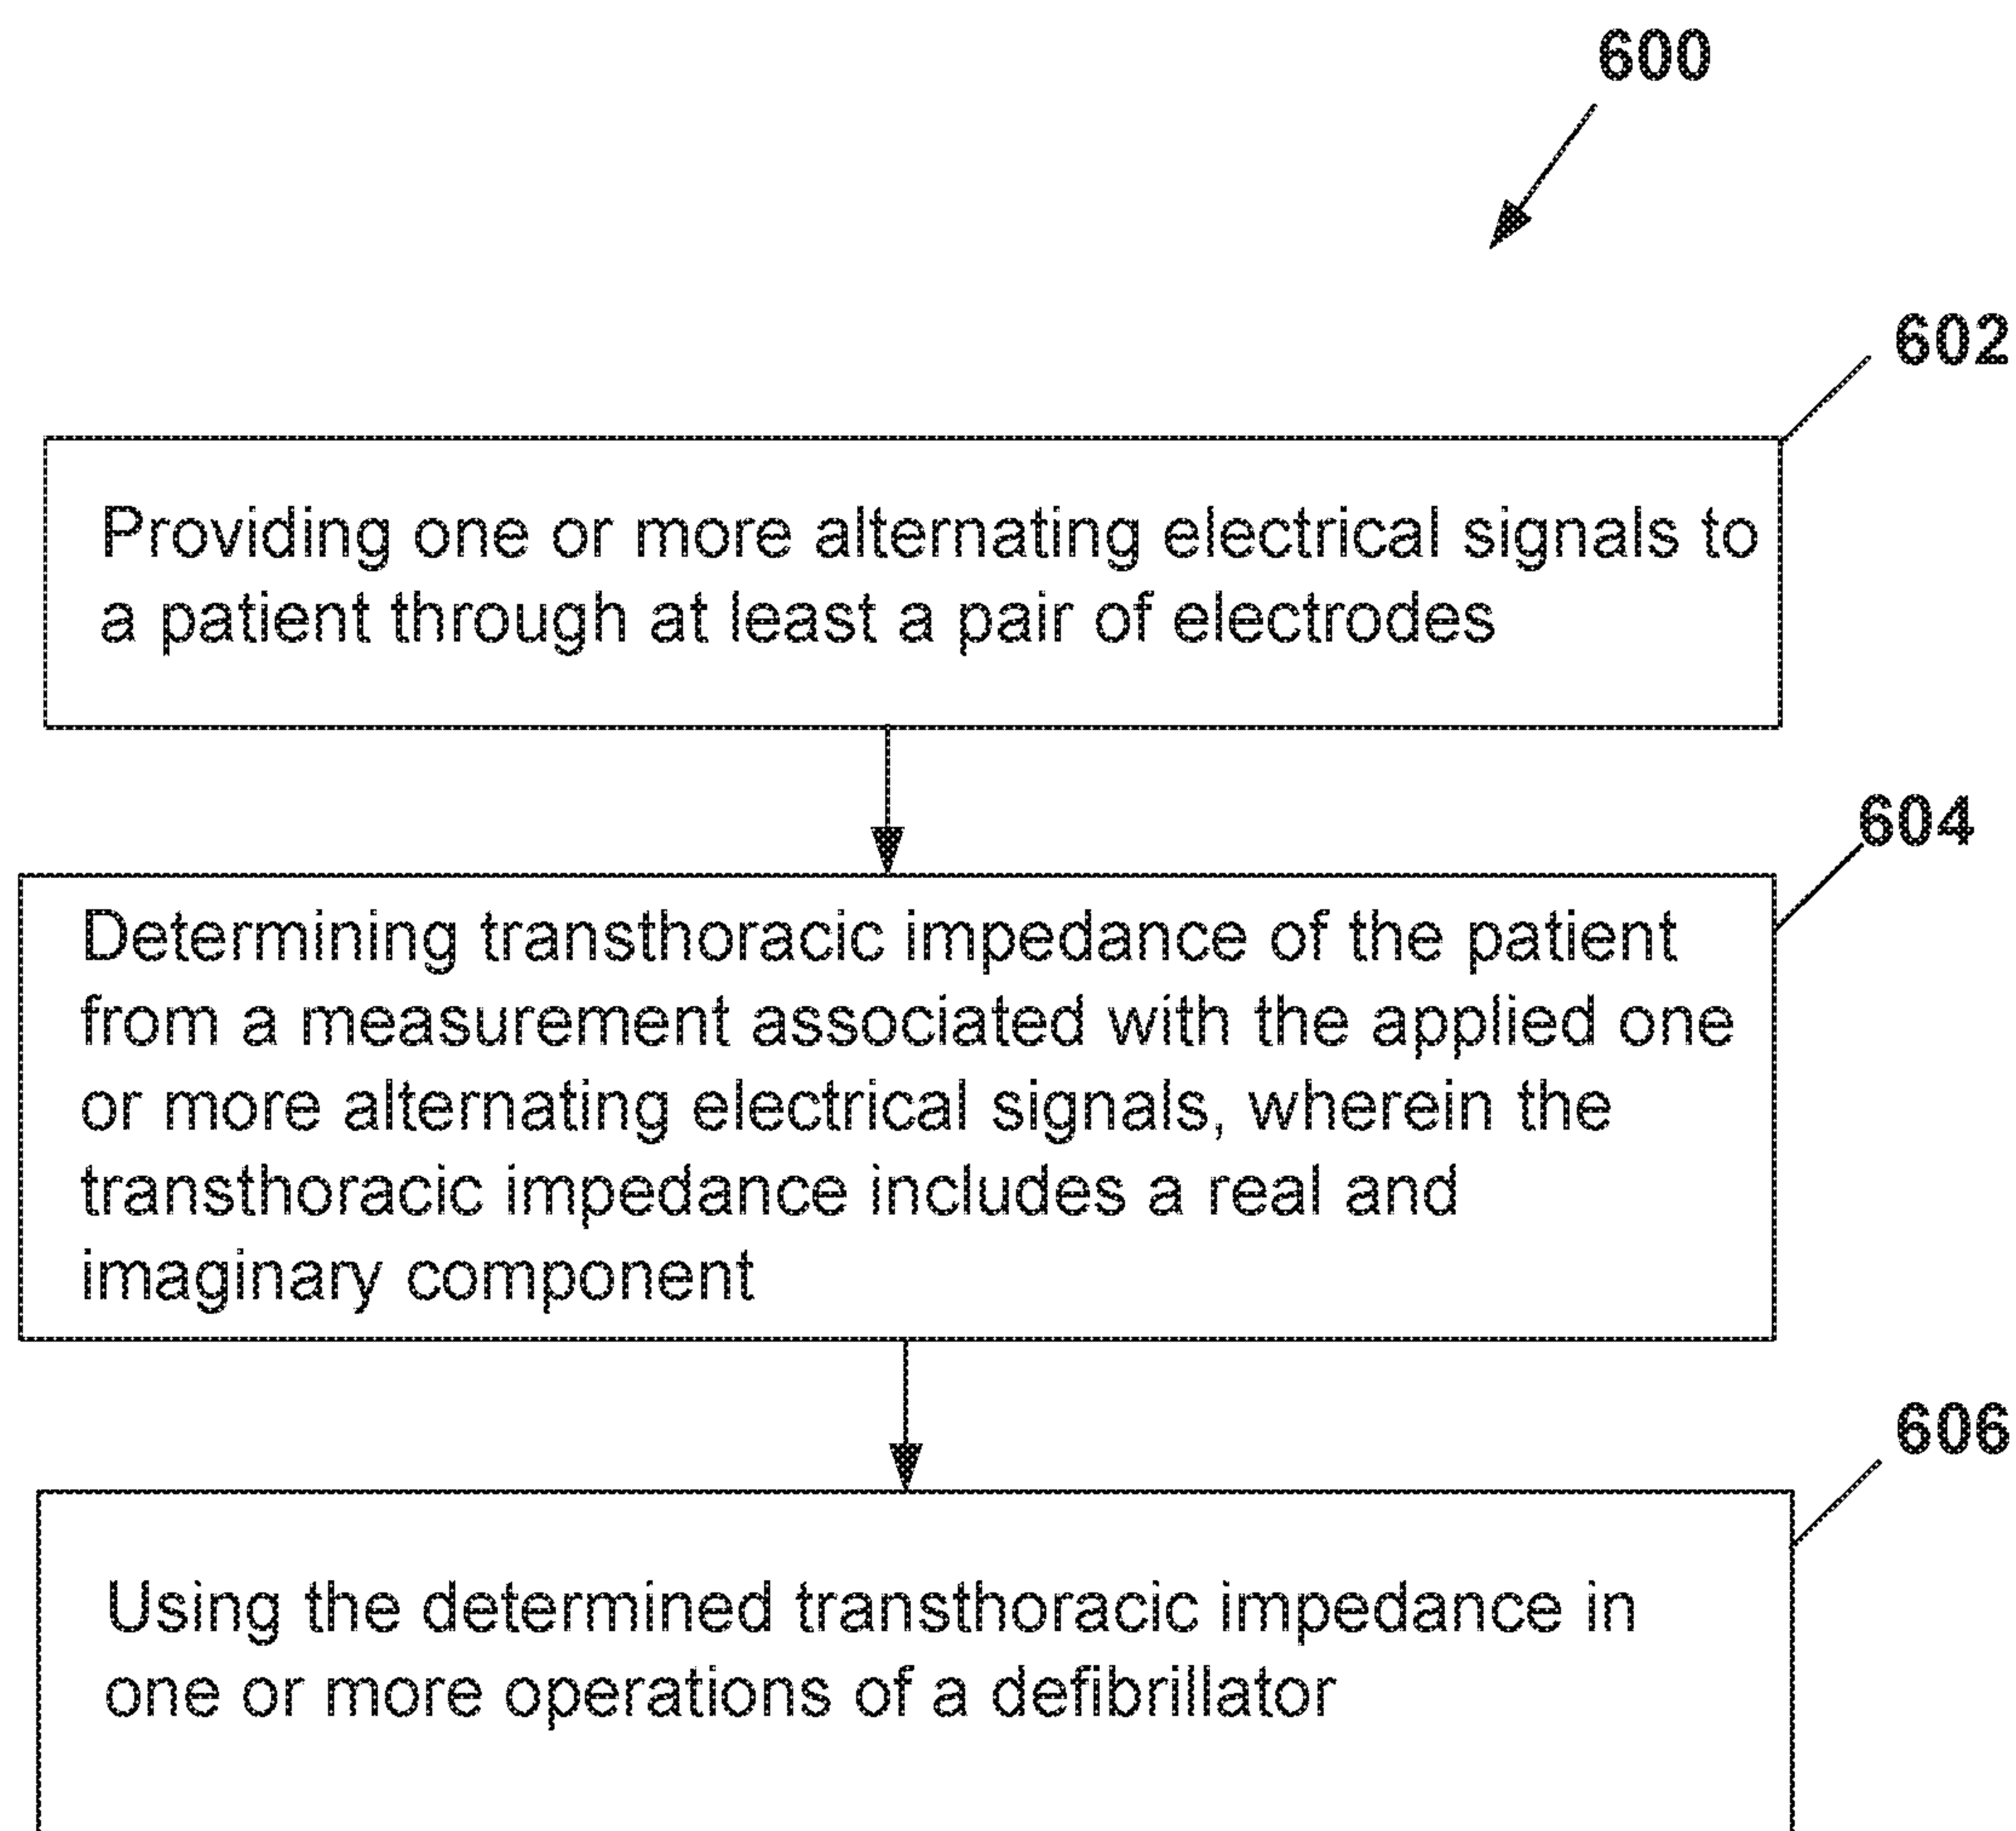 600
602
Providing one or more alternating electrical signals to
a patient through at least a pair of electrodes
604
Determining transthoracic impedance of the patient
from a measurement associated with the applied one
or more alternating electrical signals, wherein the
transthoracic impedance includes a real and
imaginary component
606
Using the determined transthoracic impedance in
one or more operations of a defibrillator